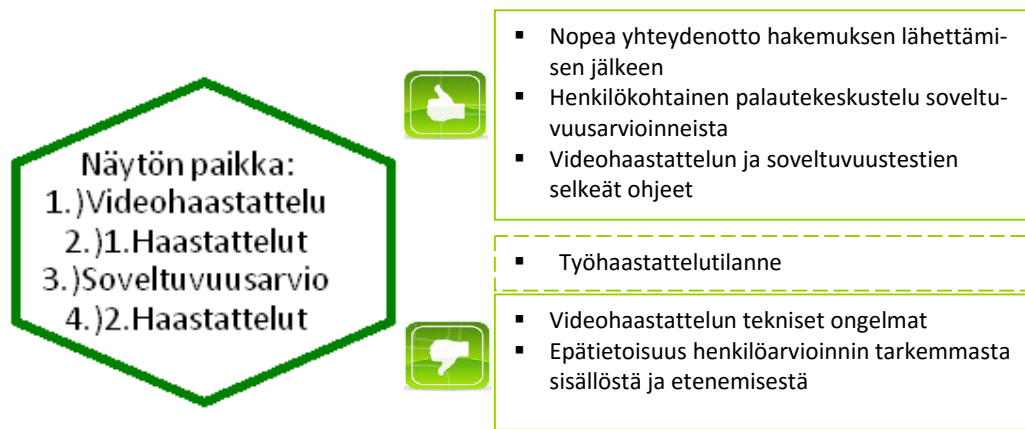 Näytön paikka:
1.)Videohaastattelu
2.)1.Haastattelut
3.)Soveltuvuusarvio
4.)2.Haastattelut
▪ Nopea yhteydenotto hakemuksen lähettämi-
sen jälkeen
▪ Henkilökohtainen palautekeskustelu soveltu-
vuusarvioinneista
▪ Videohaastattelun ja soveltuvuustestien
selkeät ohjeet
▪ Työhaastattelutilanne
▪ Videohaastattelun tekniset ongelmat
▪ Epätietoisuus henkilöarvioinnin tarkemmasta
sisällöstä ja etenemisestä